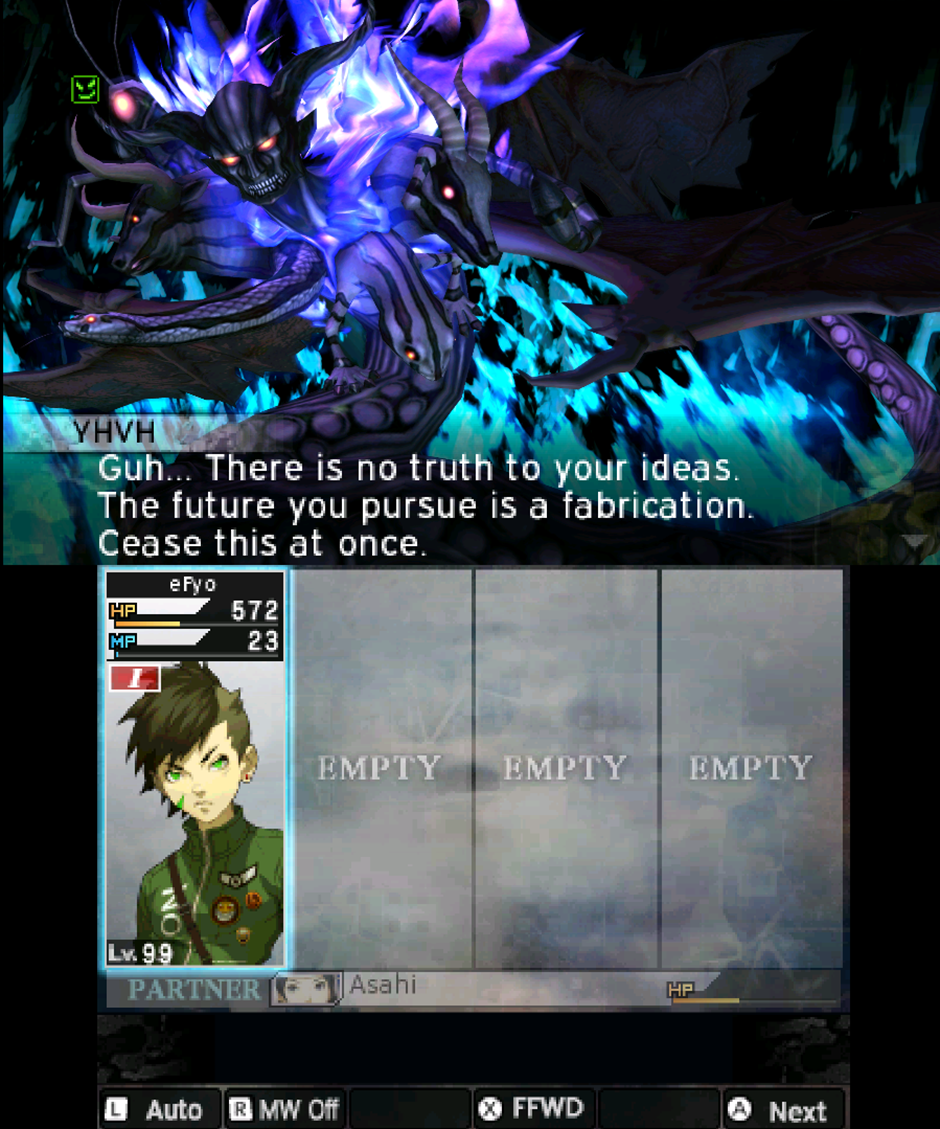 YHVH
Guh... There is no truth to your ideas.
The future you pursue is a fabrication.
Cease this at once.
eFyo
HP 572
MP 23
I
EMPTY EMPTY EMPTY
NO
Lv. 99
PARTNER Asahi HP
L Auto R MW Off X FFWD A Next